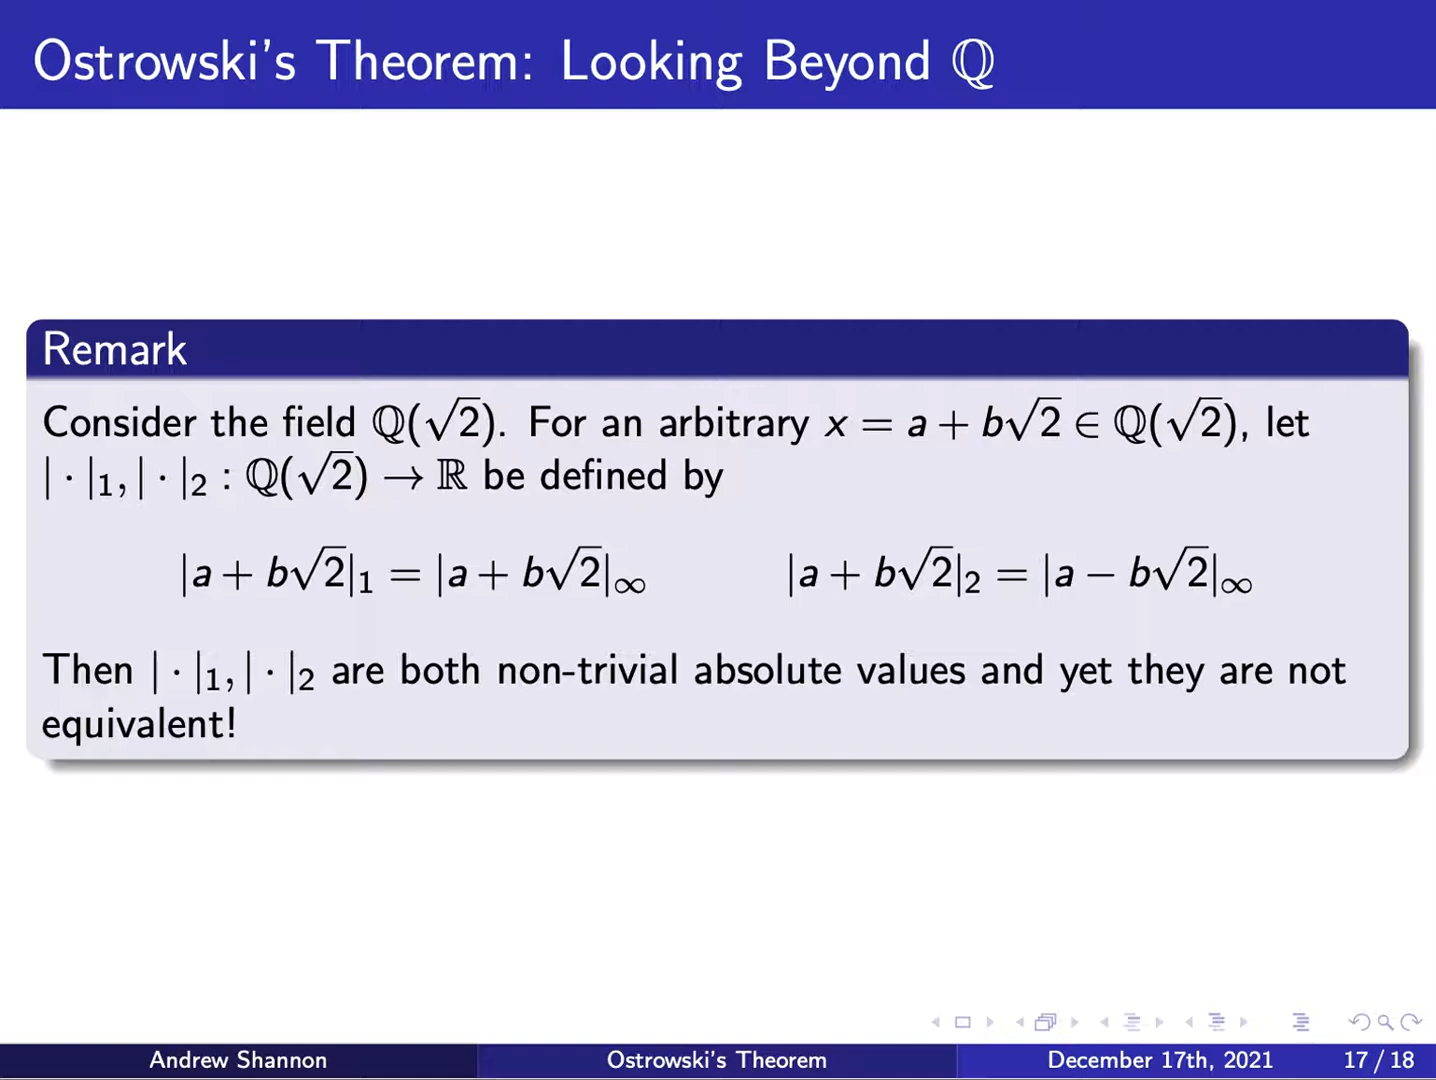 Ostrowski's Theorem: Looking Beyond ℚ
Remark
Consider the field ℚ(√2). For an arbitrary x = a + b√2 ∈ ℚ(√2), let
| · |₁, | · |₂ : ℚ(√2) → ℝ be defined by
|a + b√2|₁ = |a + b√2|∞ |a + b√2|₂ = |a − b√2|∞
Then | · |₁, | · |₂ are both non-trivial absolute values and yet they are not
equivalent!
Andrew Shannon Ostrowski's Theorem December 17th, 2021 17 / 18